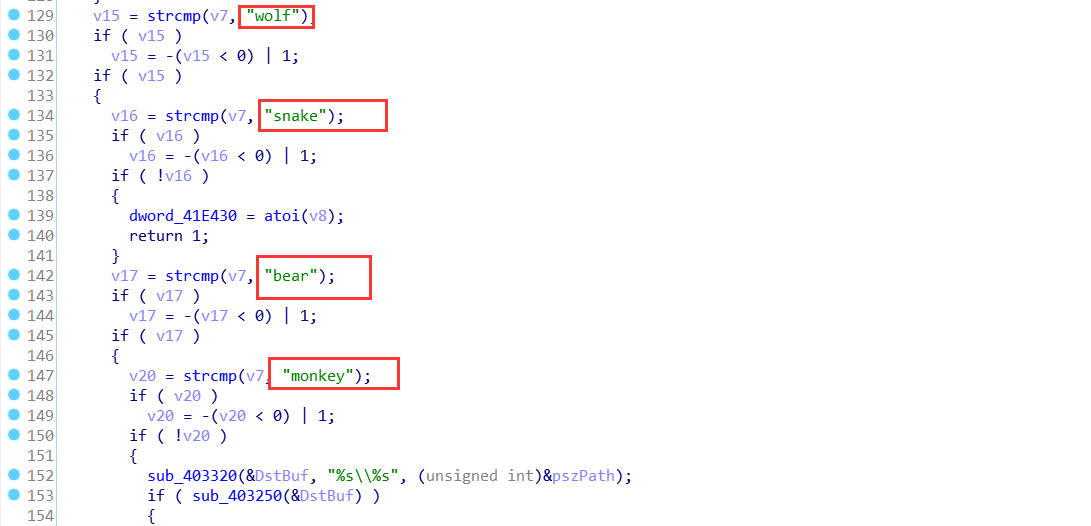 129 v15 = strcmp(v7, "wolf");
130 if ( v15 )
131 v15 = -(v15 < 0) | 1;
132 if ( v15 )
133 {
134 v16 = strcmp(v7, "snake");
135 if ( v16 )
136 v16 = -(v16 < 0) | 1;
137 if ( !v16 )
138 {
139 dword_41E430 = atoi(v8);
140 return 1;
141 }
142 v17 = strcmp(v7, "bear");
143 if ( v17 )
144 v17 = -(v17 < 0) | 1;
145 if ( v17 )
146 {
147 v20 = strcmp(v7, "monkey");
148 if ( v20 )
149 v20 = -(v20 < 0) | 1;
150 if ( !v20 )
151 {
152 sub_403320(&DstBuf, "%s\\%s", (unsigned int)&pszPath);
153 if ( sub_403250(&DstBuf) )
154 {